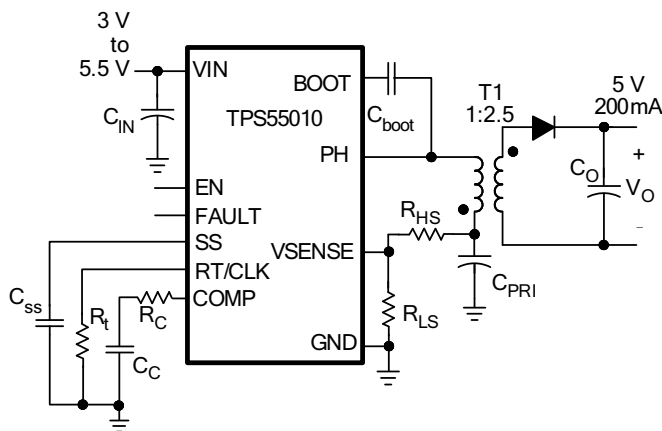 3 V
to
5.5 V
VIN
BOOT
T1
1:2.5
5 V
200mA
C_IN
TPS55010
C_boot
PH
+
C_O
V_O
-
EN
FAULT
SS
RT/CLK
COMP
VSENSE
GND
R_HS
C_PRI
R_LS
C_ss
R_t
R_C
C_C